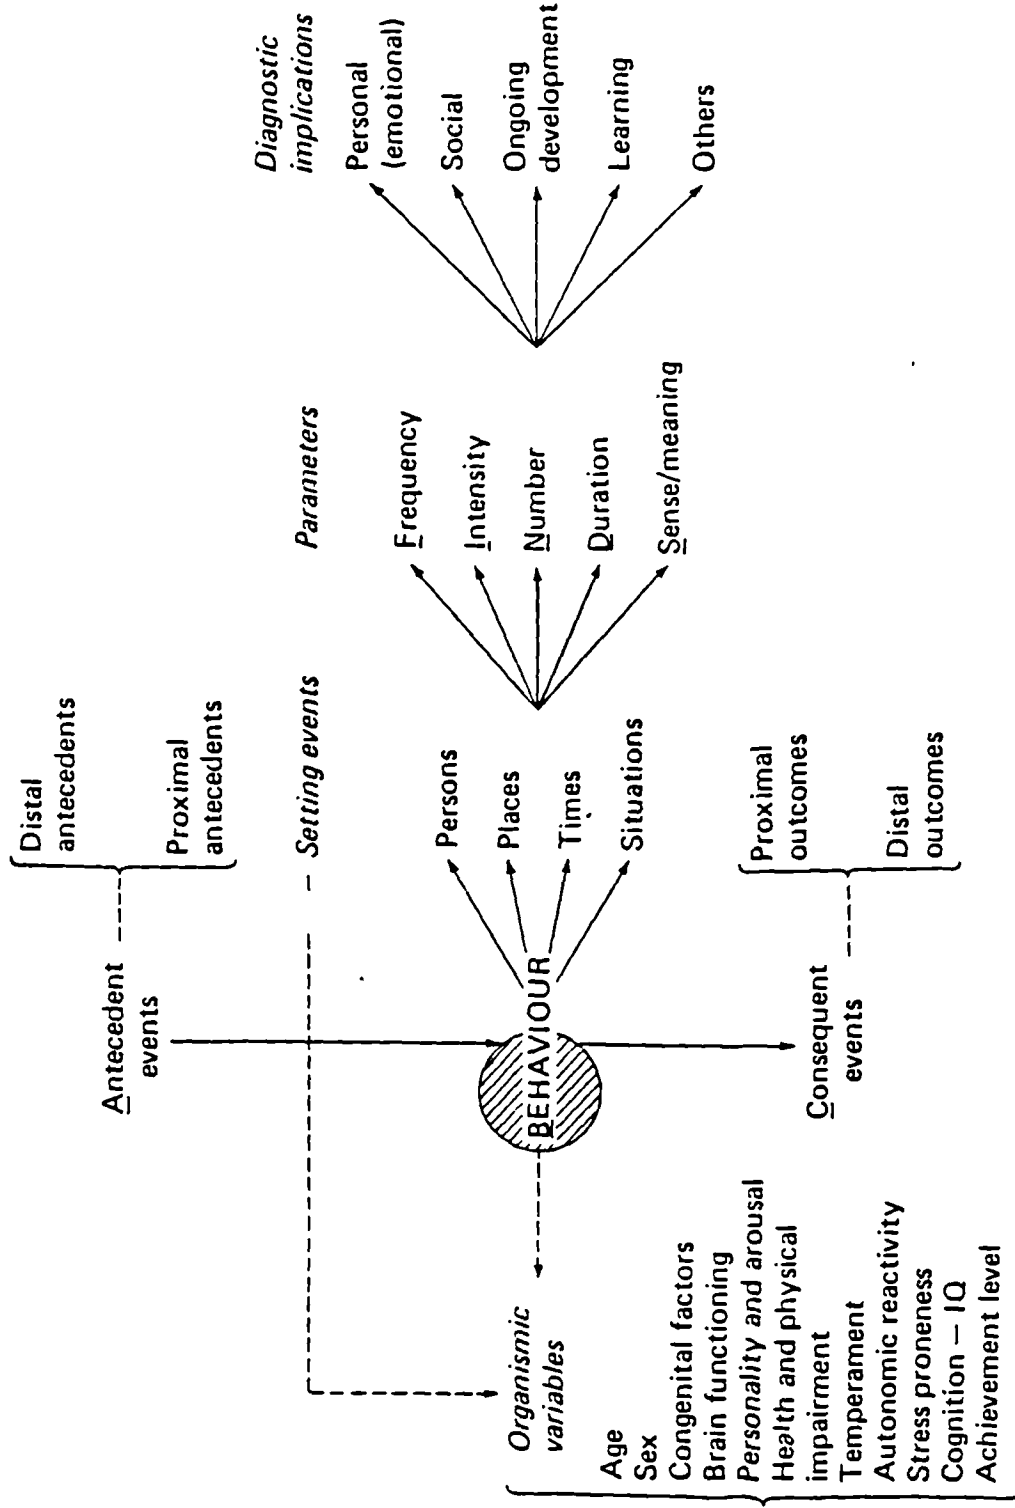 Antecedent
events
Distal
antecedents
Proximal
antecedents
Setting events
Organismic
variables
Age
Sex
Congenital factors
Brain functioning
Personality and arousal
Health and physical
impairment
Temperament
Autonomic reactivity
Stress proneness
Cognition – IQ
Achievement level
BEHAVIOUR
Persons
Places
Times
Situations
Consequent
events
Proximal
outcomes
Distal
outcomes
Parameters
Frequency
Intensity
Number
Duration
Sense/meaning
Diagnostic
implications
Personal
(emotional)
Social
Ongoing
development
Learning
Others